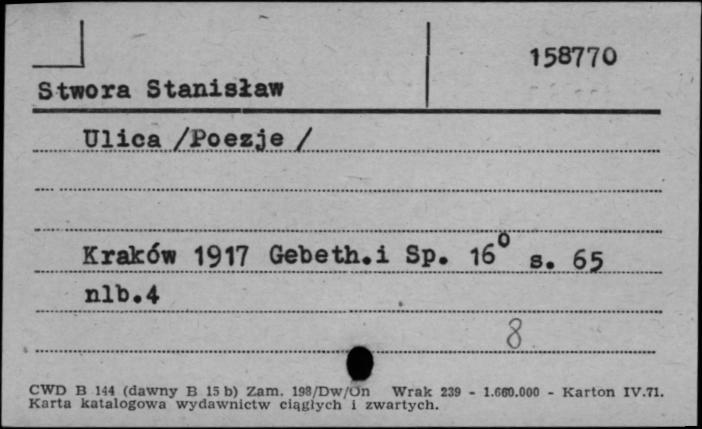 158770
Stwora Stanisław
Ulica /Poezje /
Kraków 1917 Gebeth.i Sp. 16⁰ s. 65
nlb.4
8
CWD B 144 (dawny B 15 b) Zam. 198/Dw/On Wrak 239 - 1.660.000 - Karton IV.71.
Karta katalogowa wydawnictw ciągłych i zwartych.